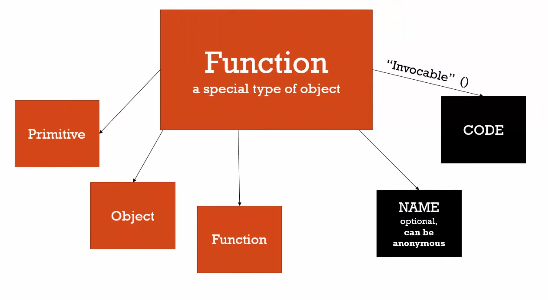 Function
a special type of object
“Invocable” ()
Primitive
CODE
Object
Function
NAME
optional,
can be
anonymous